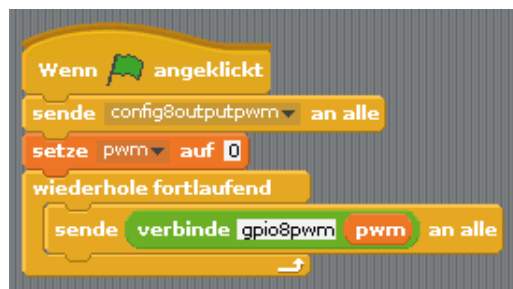 Wenn angeklickt
sende config8outputpwm an alle
setze pwm auf 0
wiederhole fortlaufend
sende verbinde gpio8pwm pwm an alle